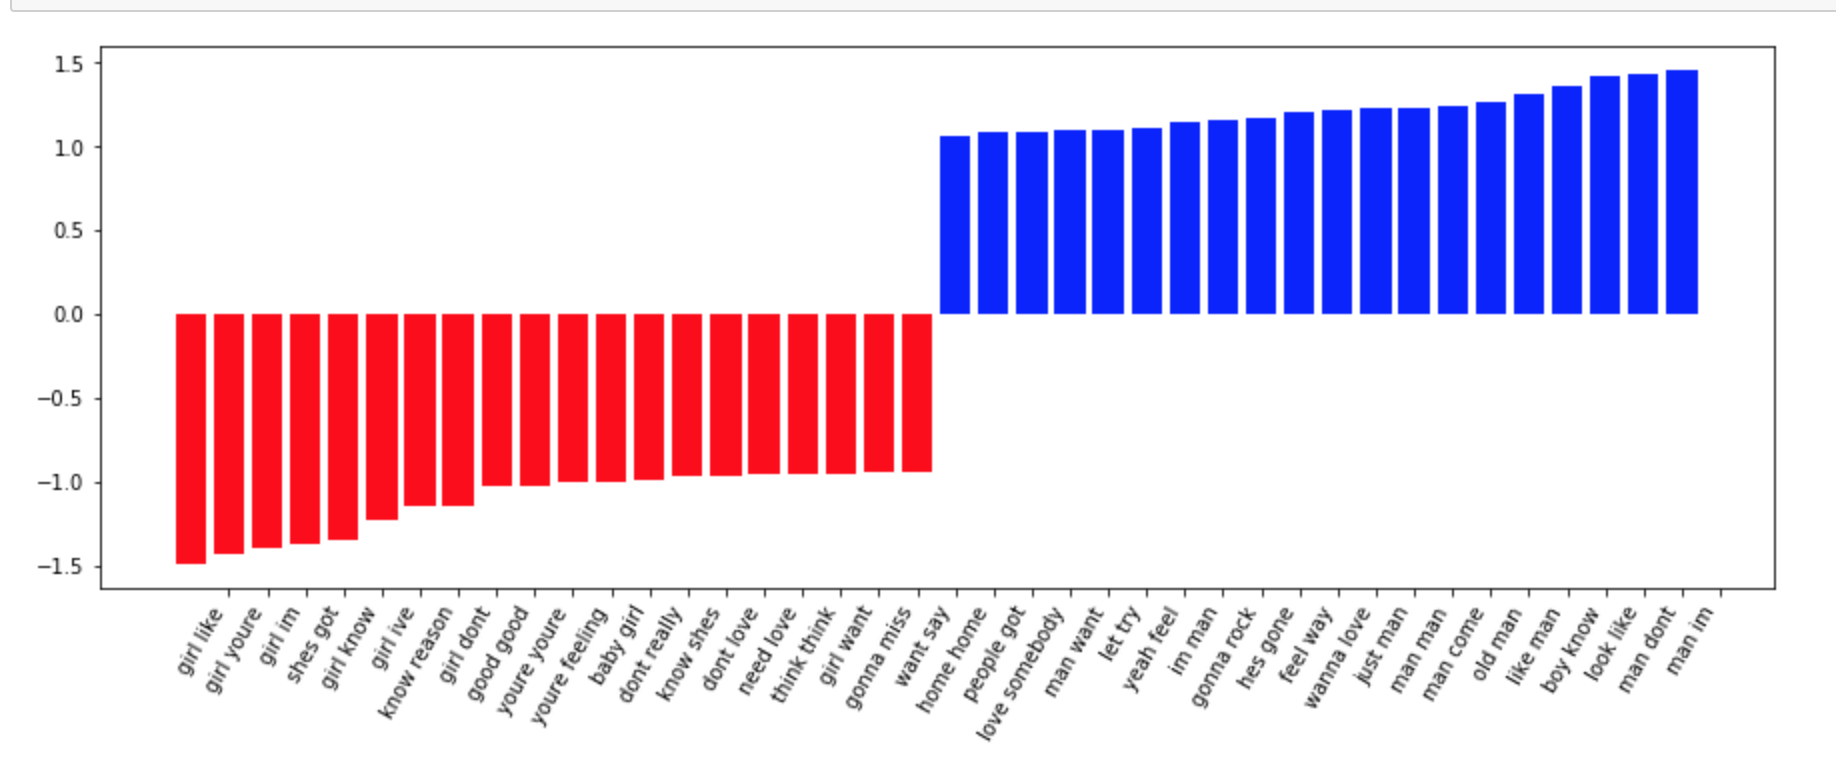 1.5
1.0
0.5
0.0
−0.5
−1.0
−1.5
girl like
girl youre
girl im
shes got
girl know
girl ive
know reason
girl dont
good good
youre youre
youre feeling
baby girl
dont really
know shes
dont love
need love
think think
girl want
gonna miss
want say
home home
people got
love somebody
man want
let try
yeah feel
im man
gonna rock
hes gone
feel way
wanna love
just man
man man
man come
old man
like man
boy know
look like
man dont
man im